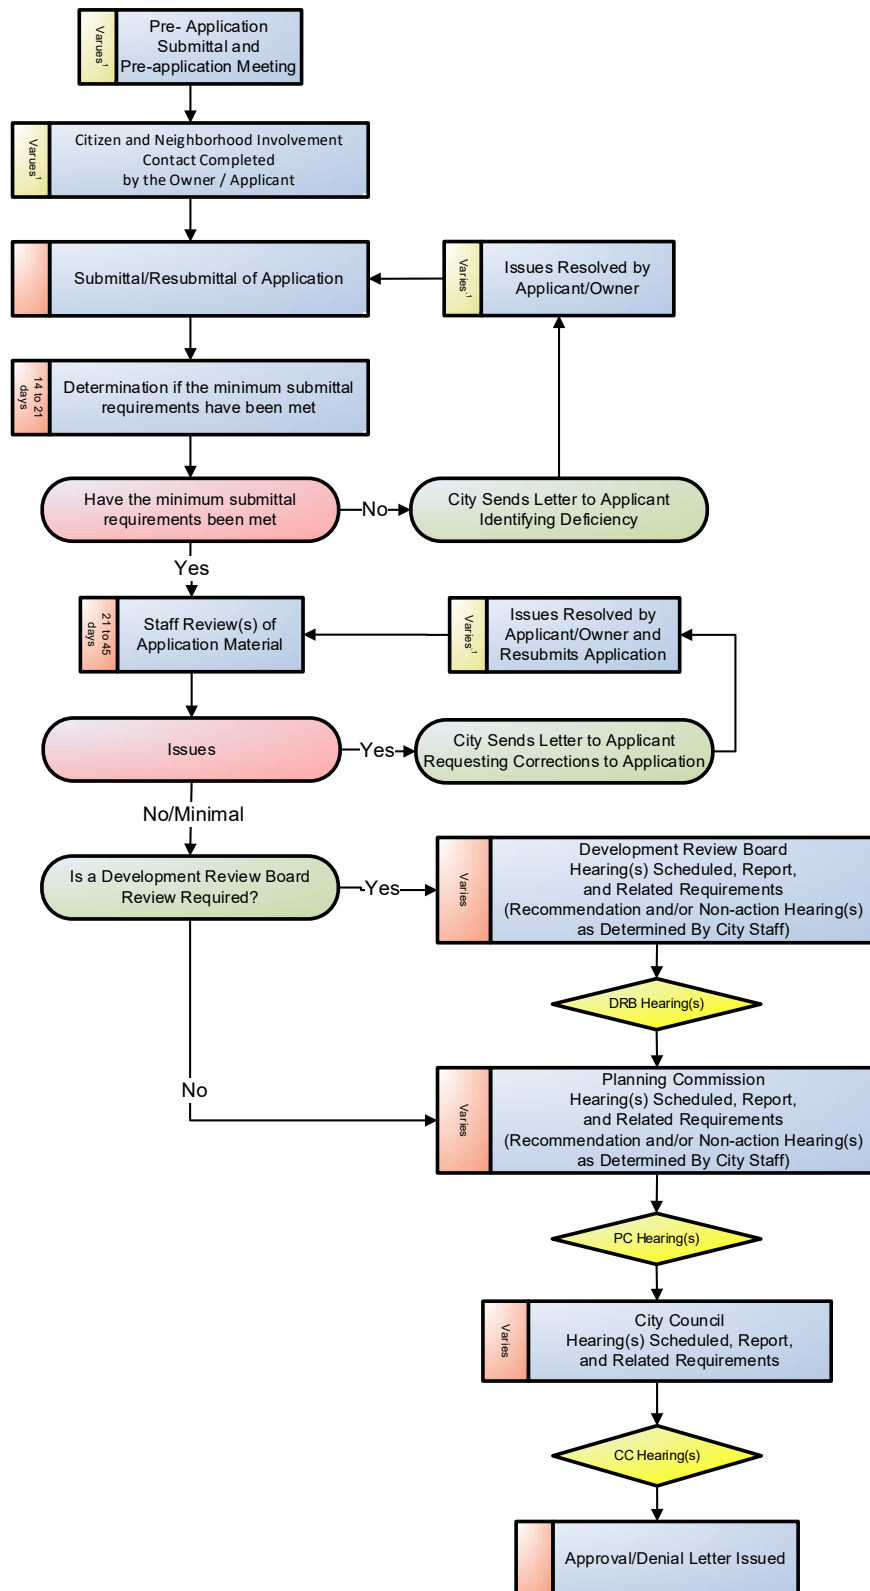 Varues¹
Pre- Application
Submittal and
Pre-application Meeting
Varues¹
Citizen and Neighborhood Involvement
Contact Completed
by the Owner / Applicant
Submittal/Resubmittal of Application
Varies.¹
Issues Resolved by
Applicant/Owner
14 to 21
days
Determination if the minimum submittal
requirements have been met
Have the minimum submittal
requirements been met
No
City Sends Letter to Applicant
Identifying Deficiency
Yes
21 to 45
days
Staff Review(s) of
Application Material
Varies.¹
Issues Resolved by
Applicant/Owner and
Resubmits Application
Issues
Yes
City Sends Letter to Applicant
Requesting Corrections to Application
No/Minimal
Is a Development Review Board
Review Required?
Yes
Varies
Development Review Board
Hearing(s) Scheduled, Report,
and Related Requirements
(Recommendation and/or Non-action Hearing(s)
as Determined By City Staff)
DRB Hearing(s)
No
Varies
Planning Commission
Hearing(s) Scheduled, Report,
and Related Requirements
(Recommendation and/or Non-action Hearing(s)
as Determined By City Staff)
PC Hearing(s)
Varies
City Council
Hearing(s) Scheduled, Report,
and Related Requirements
CC Hearing(s)
Approval/Denial Letter Issued